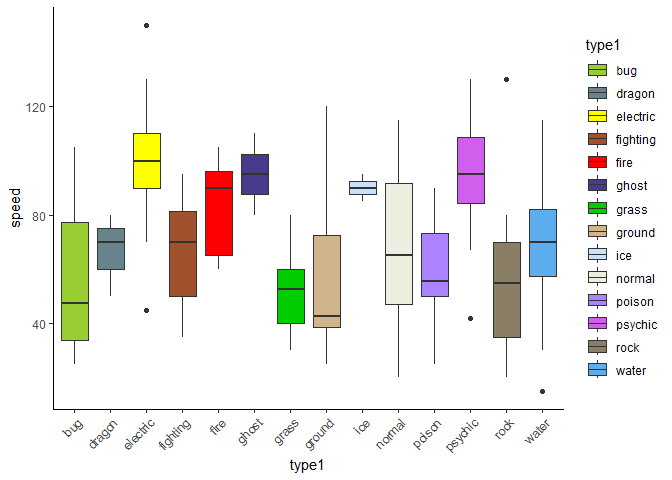 speed
120
80
40
bug
dragon
electric
fighting
fire
ghost
grass
ground
ice
normal
poison
psychic
rock
water
type1
type1
bug
dragon
electric
fighting
fire
ghost
grass
ground
ice
normal
poison
psychic
rock
water